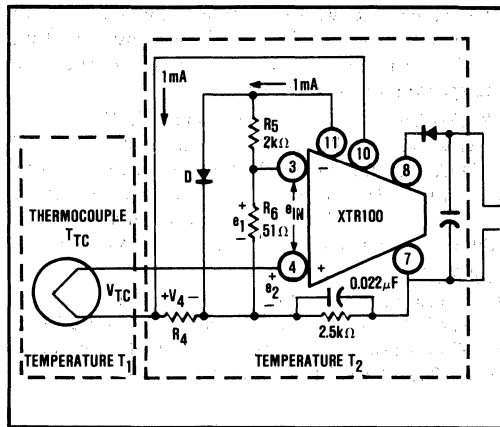 1mA
1mA
R5
2kΩ
11
10
8
D
3
−
THERMOCOUPLE
TTC
+
e1
−
R6
51Ω
eIN
XTR100
VTC
4
+
7
+
e2
−
0.022μF
+V4−
R4
2.5kΩ
TEMPERATURE T1
TEMPERATURE T2